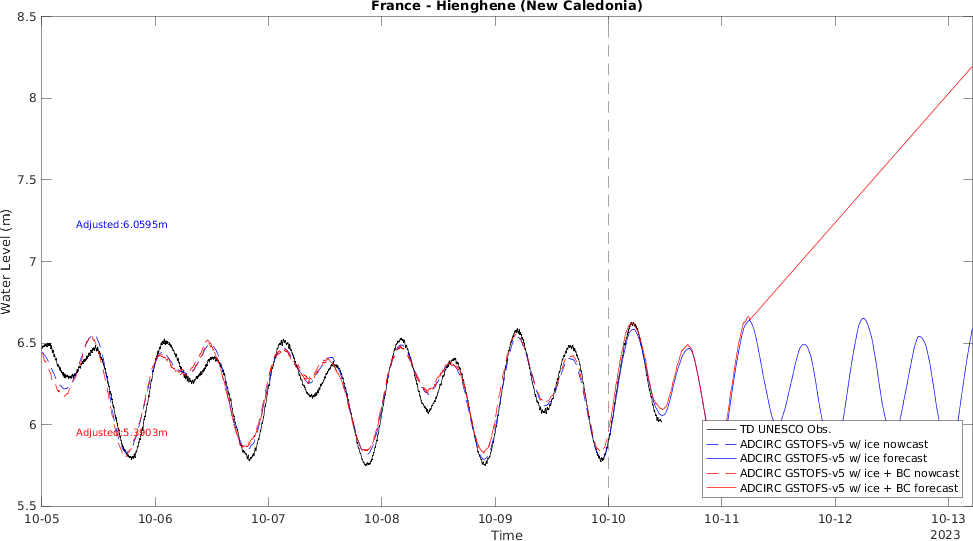 France - Hienghene (New Caledonia)
8.5
8
7.5
7
6.5
6
5.5
Water Level (m)
Adjusted:6.0595m
Adjusted:5.3903m
TD UNESCO Obs.
ADCIRC GSTOFS-v5 w/ ice nowcast
ADCIRC GSTOFS-v5 w/ ice forecast
ADCIRC GSTOFS-v5 w/ ice + BC nowcast
ADCIRC GSTOFS-v5 w/ ice + BC forecast
10-05 10-06 10-07 10-08 10-09 10-10 10-11 10-12 10-13
Time
2023